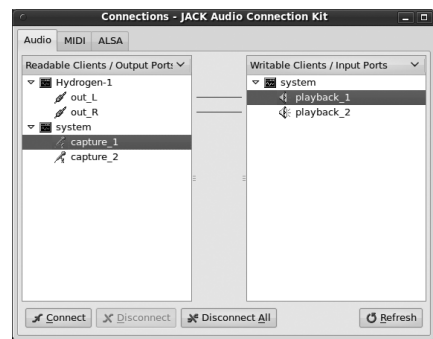 Connections - JACK Audio Connection Kit
Audio MIDI ALSA
Readable Clients / Output Ports
Hydrogen-1
out_L
out_R
system
capture_1
capture_2
Writable Clients / Input Ports
system
playback_1
playback_2
Connect Disconnect Disconnect All Refresh